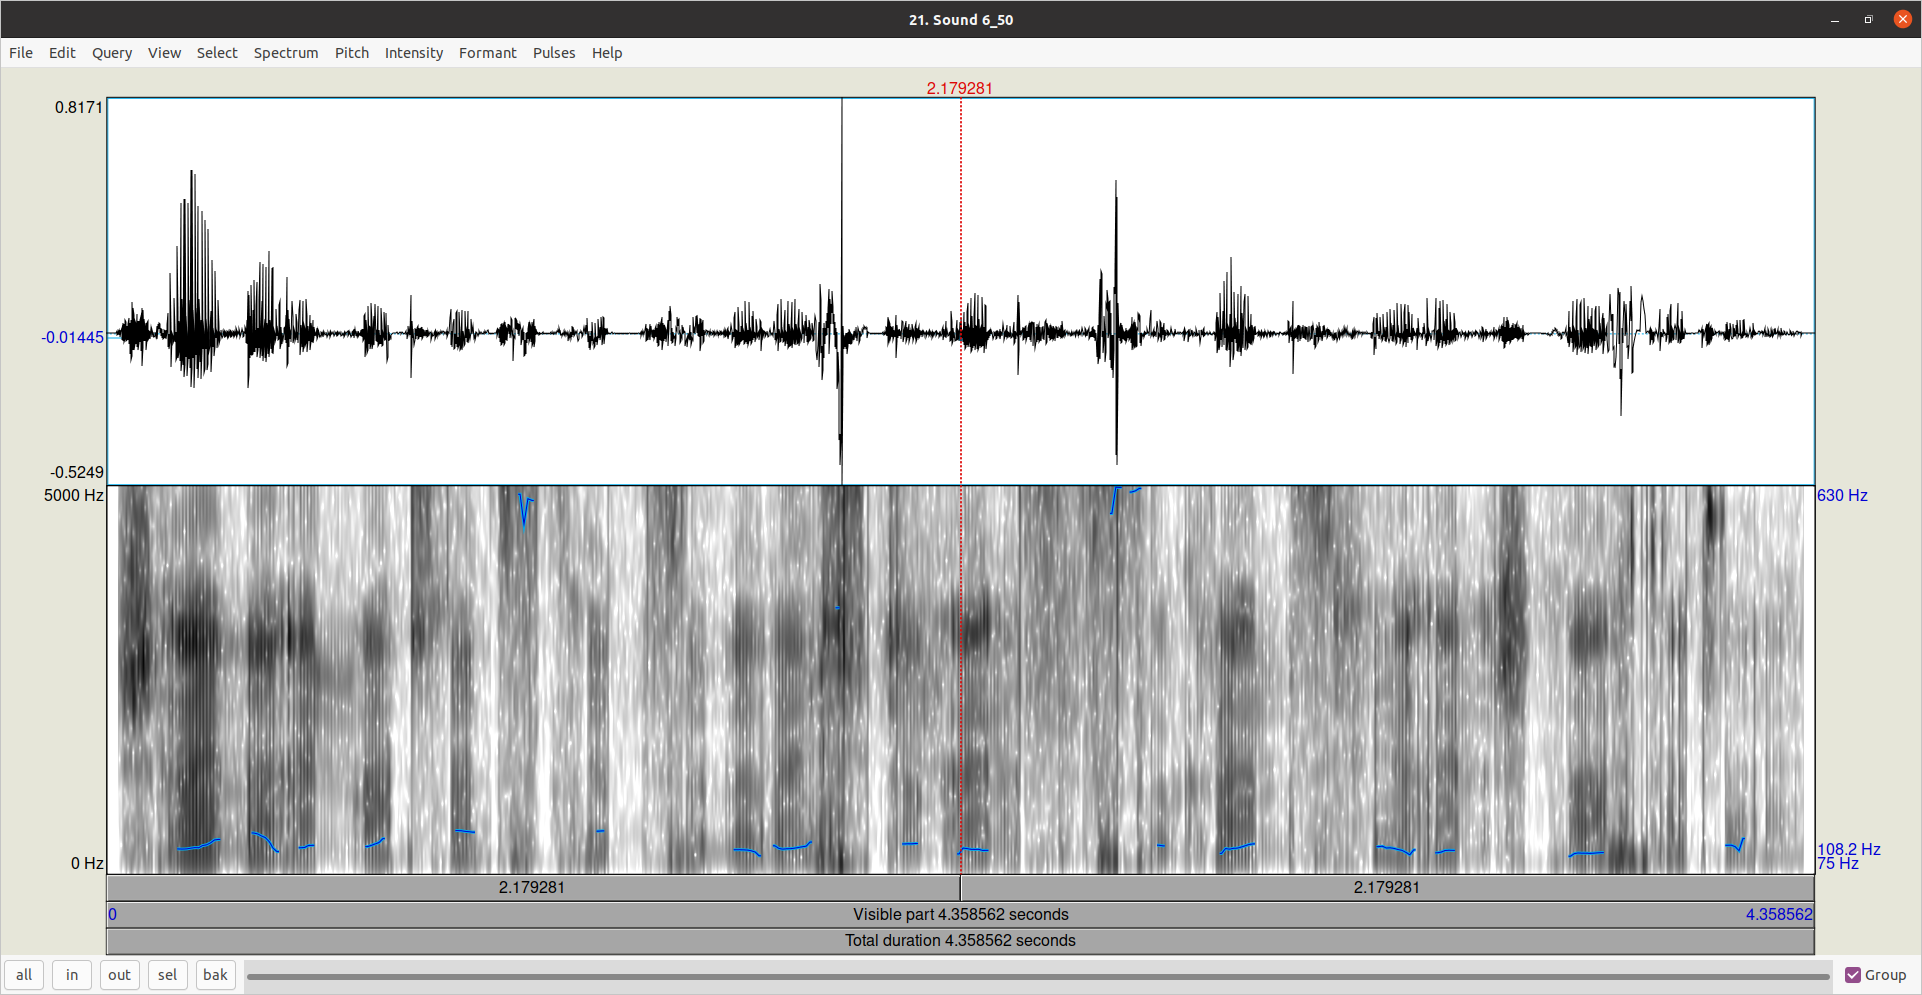 21. Sound 6_50
File Edit Query View Select Spectrum Pitch Intensity Formant Pulses Help
2.179281
0.8171
-0.01445
-0.5249
5000 Hz
630 Hz
0 Hz
108.2 Hz
75 Hz
2.179281 2.179281
0 Visible part 4.358562 seconds 4.358562
Total duration 4.358562 seconds
all in out sel bak Group